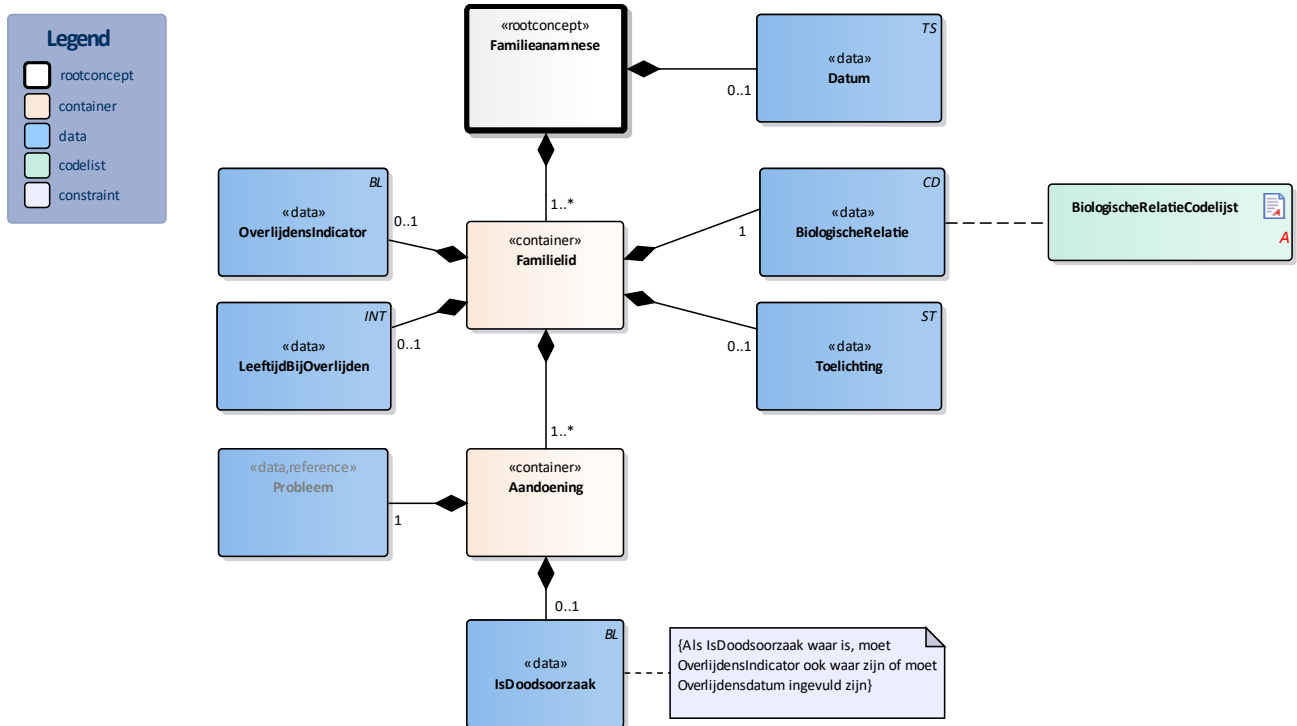 Legend
rootconcept
container
data
codelist
constraint
«rootconcept»
Familieanamnese
TS
«data»
Datum
0..1
1..*
BL
«data»
OverlijdensIndicator
0..1
«container»
Familielid
CD
«data»
BiologischeRelatie
1
BiologischeRelatieCodelijst
A
INT
«data»
LeeftijdBijOverlijden
0..1
ST
«data»
Toelichting
0..1
1..*
«data,reference»
Probleem
1
«container»
Aandoening
0..1
BL
«data»
IsDoodsoorzaak
{Als IsDoodsoorzaak waar is, moet
OverlijdensIndicator ook waar zijn of moet
Overlijdensdatum ingevuld zijn}